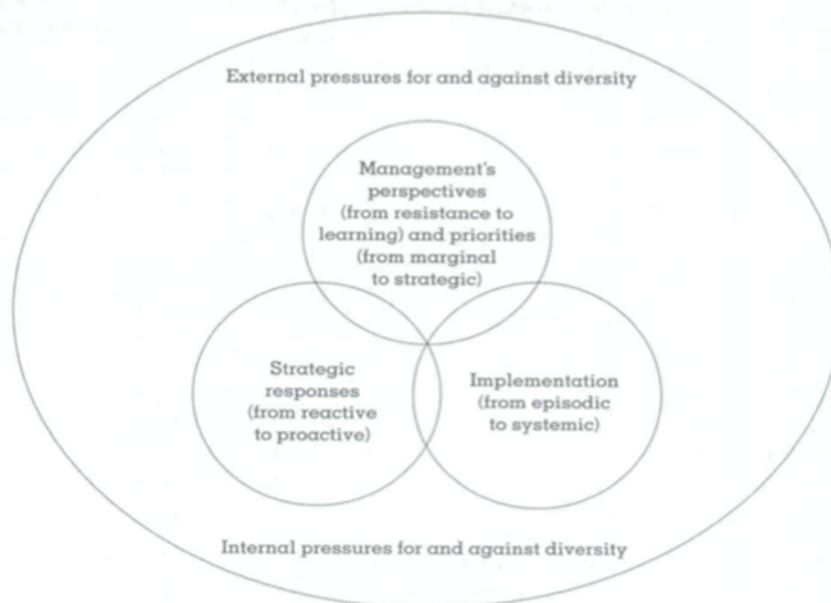 External pressures for and against diversity
Management's
perspectives
(from resistance to
learning) and priorities
(from marginal
to strategic)
Strategic
responses
(from reactive
to proactive)
Implementation
(from episodic
to systemic)
Internal pressures for and against diversity